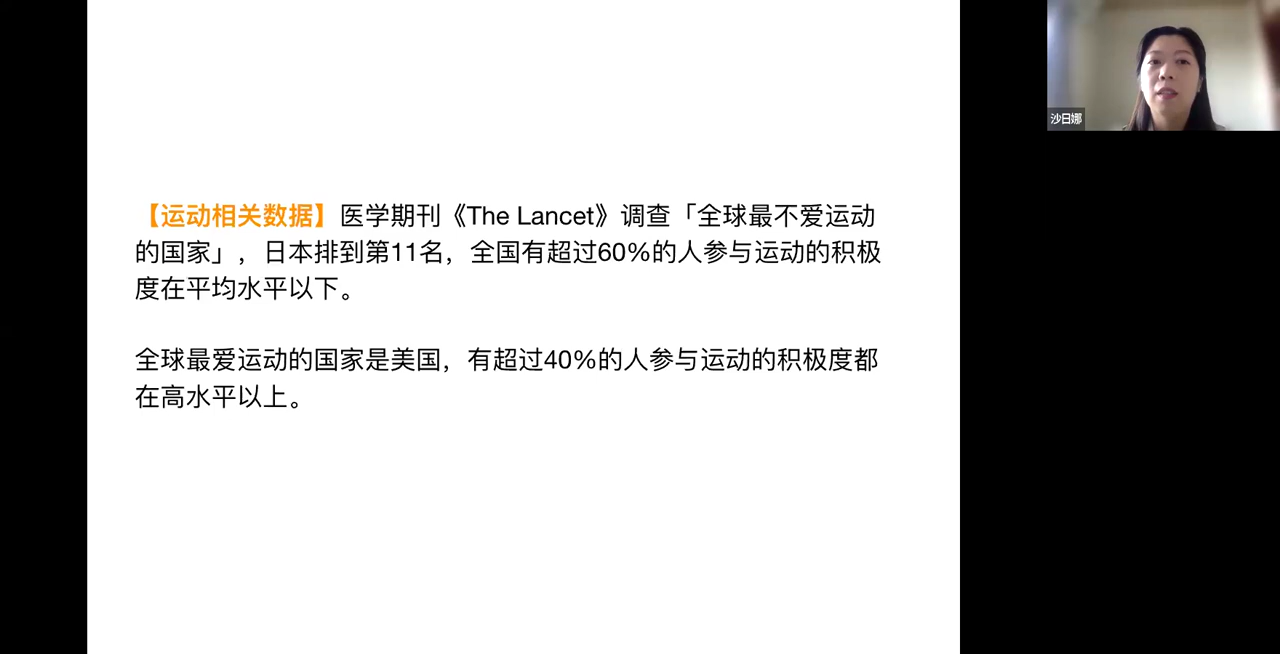 【运动相关数据】医学期刊《The Lancet》调查「全球最不爱运动
的国家」，日本排到第11名，全国有超过60%的人参与运动的积极
度在平均水平以下。
全球最爱运动的国家是美国，有超过40%的人参与运动的积极度都
在高水平以上。
沙日娜